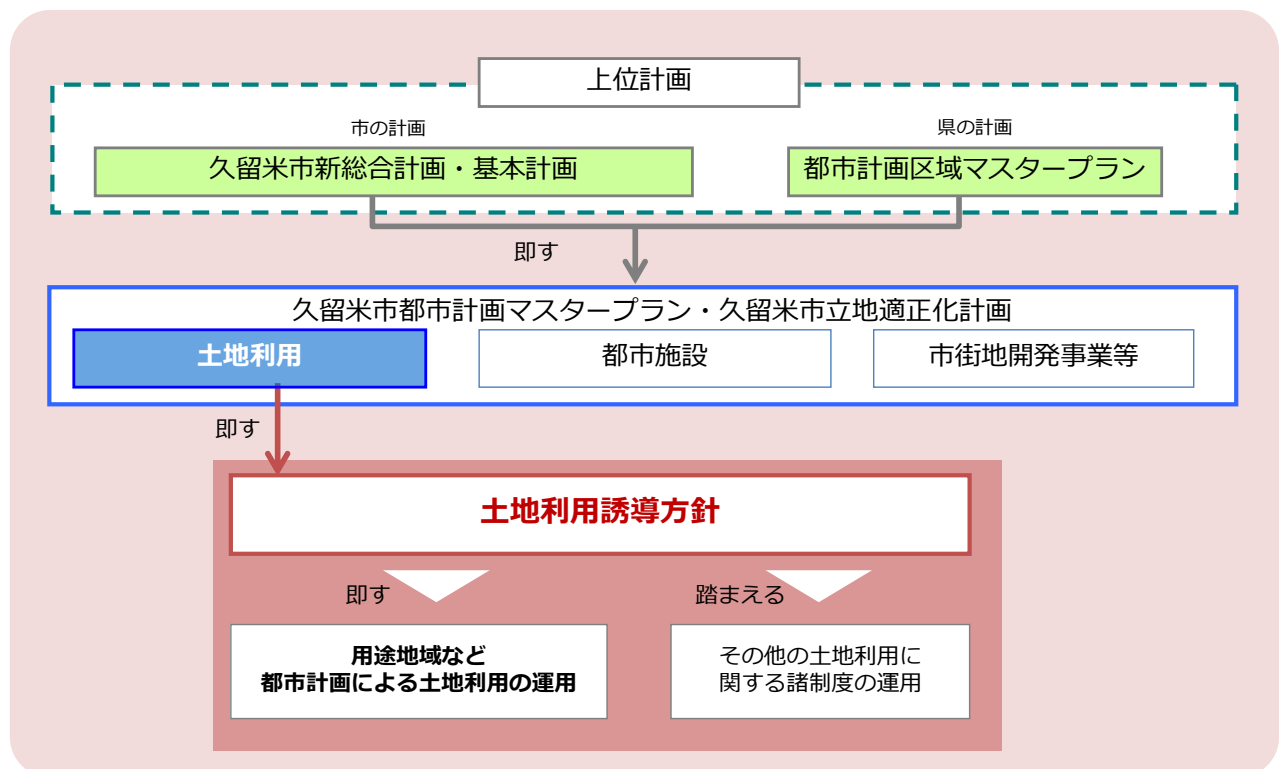 上位計画
市の計画
県の計画
久留米市新総合計画・基本計画
都市計画区域マスタープラン
即す
久留米市都市計画マスタープラン・久留米市立地適正化計画
土地利用
都市施設
市街地開発事業等
即す
土地利用誘導方針
即す
踏まえる
用途地域など
都市計画による土地利用の運用
その他の土地利用に
関する諸制度の運用